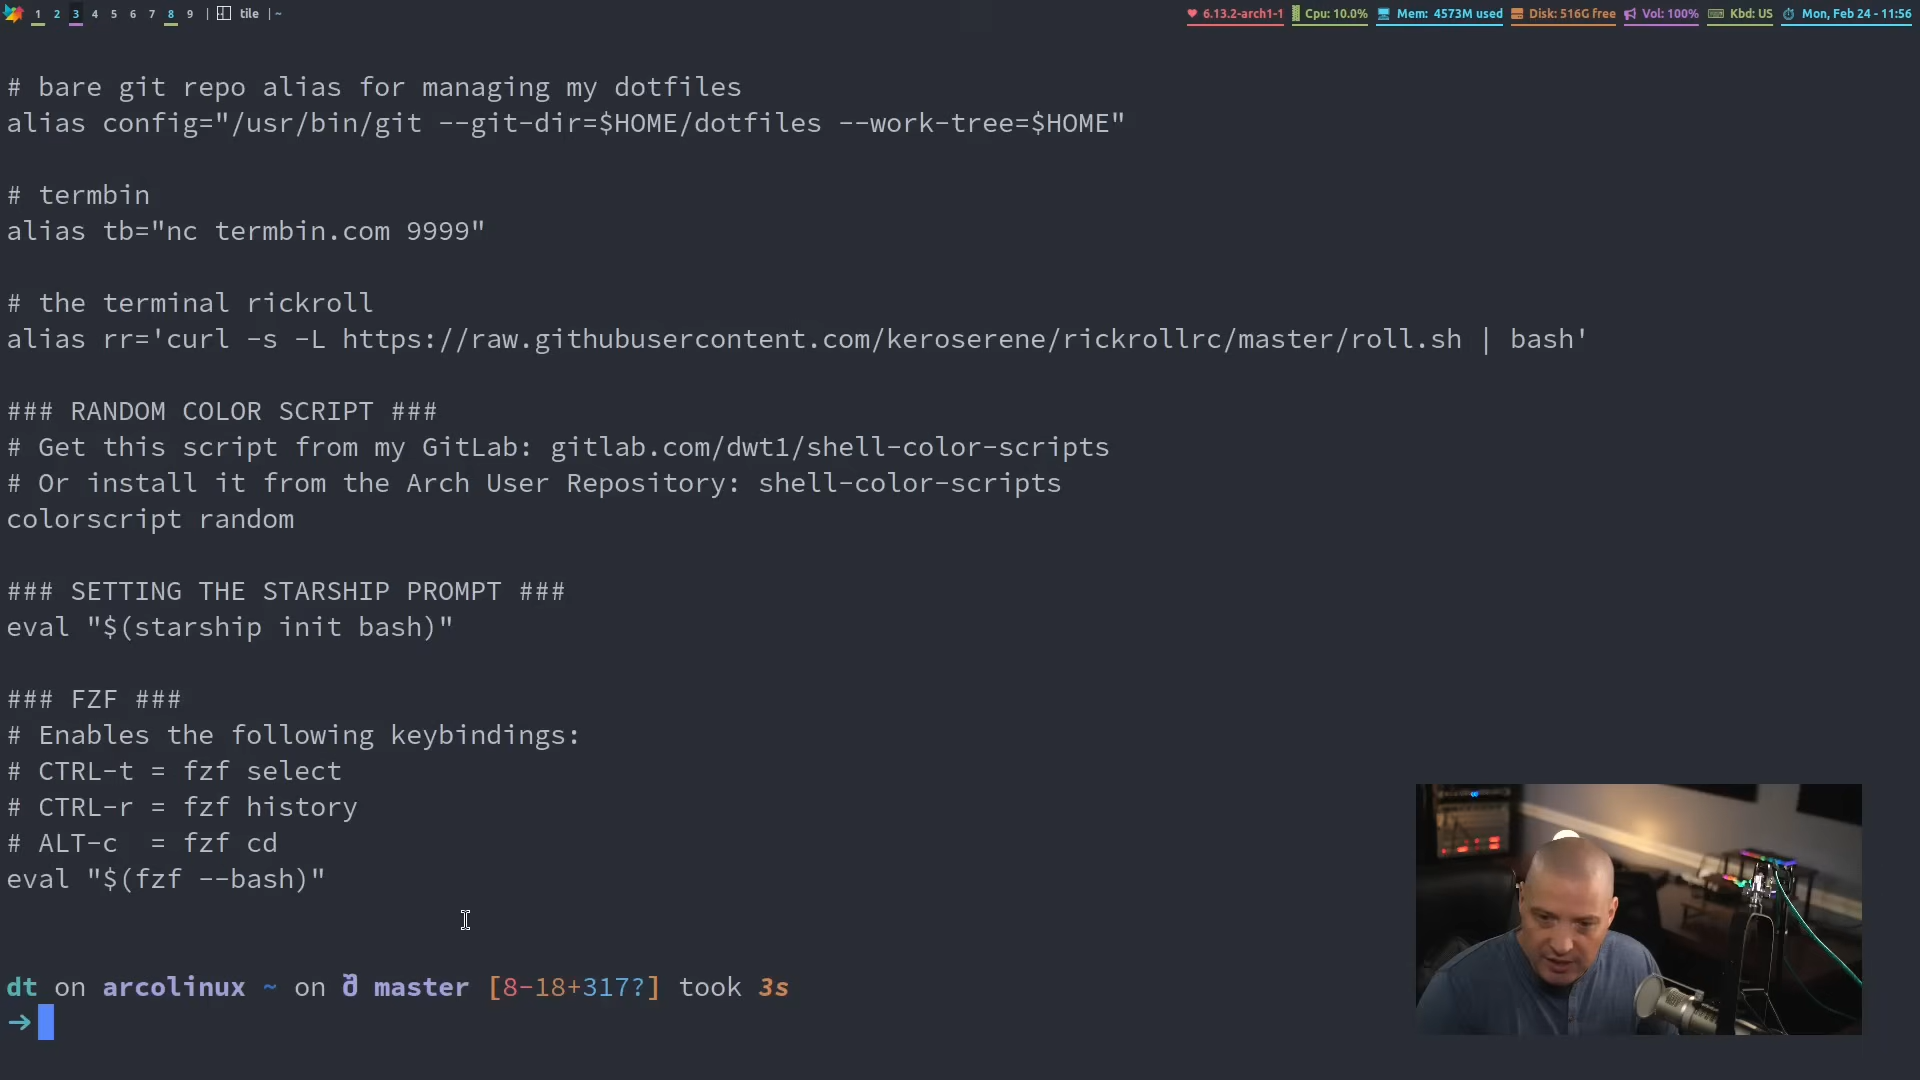 1 2 3 4 5 6 7 8 9 | tile | ~
6.13.2-arch1-1 Cpu: 10.0% Mem: 4573M used Disk: 516G free Vol: 100% Kbd: US Mon, Feb 24 - 11:56
# bare git repo alias for managing my dotfiles
alias config="/usr/bin/git --git-dir=$HOME/dotfiles --work-tree=$HOME"
# termbin
alias tb="nc termbin.com 9999"
# the terminal rickroll
alias rr='curl -s -L https://raw.githubusercontent.com/keroserene/rickrollrc/master/roll.sh | bash'
### RANDOM COLOR SCRIPT ###
# Get this script from my GitLab: gitlab.com/dwt1/shell-color-scripts
# Or install it from the Arch User Repository: shell-color-scripts
colorscript random
### SETTING THE STARSHIP PROMPT ###
eval "$(starship init bash)"
### FZF ###
# Enables the following keybindings:
# CTRL-t = fzf select
# CTRL-r = fzf history
# ALT-c  = fzf cd
eval "$(fzf --bash)"
dt on arcolinux ~ on master [8-18+317?] took 3s
→